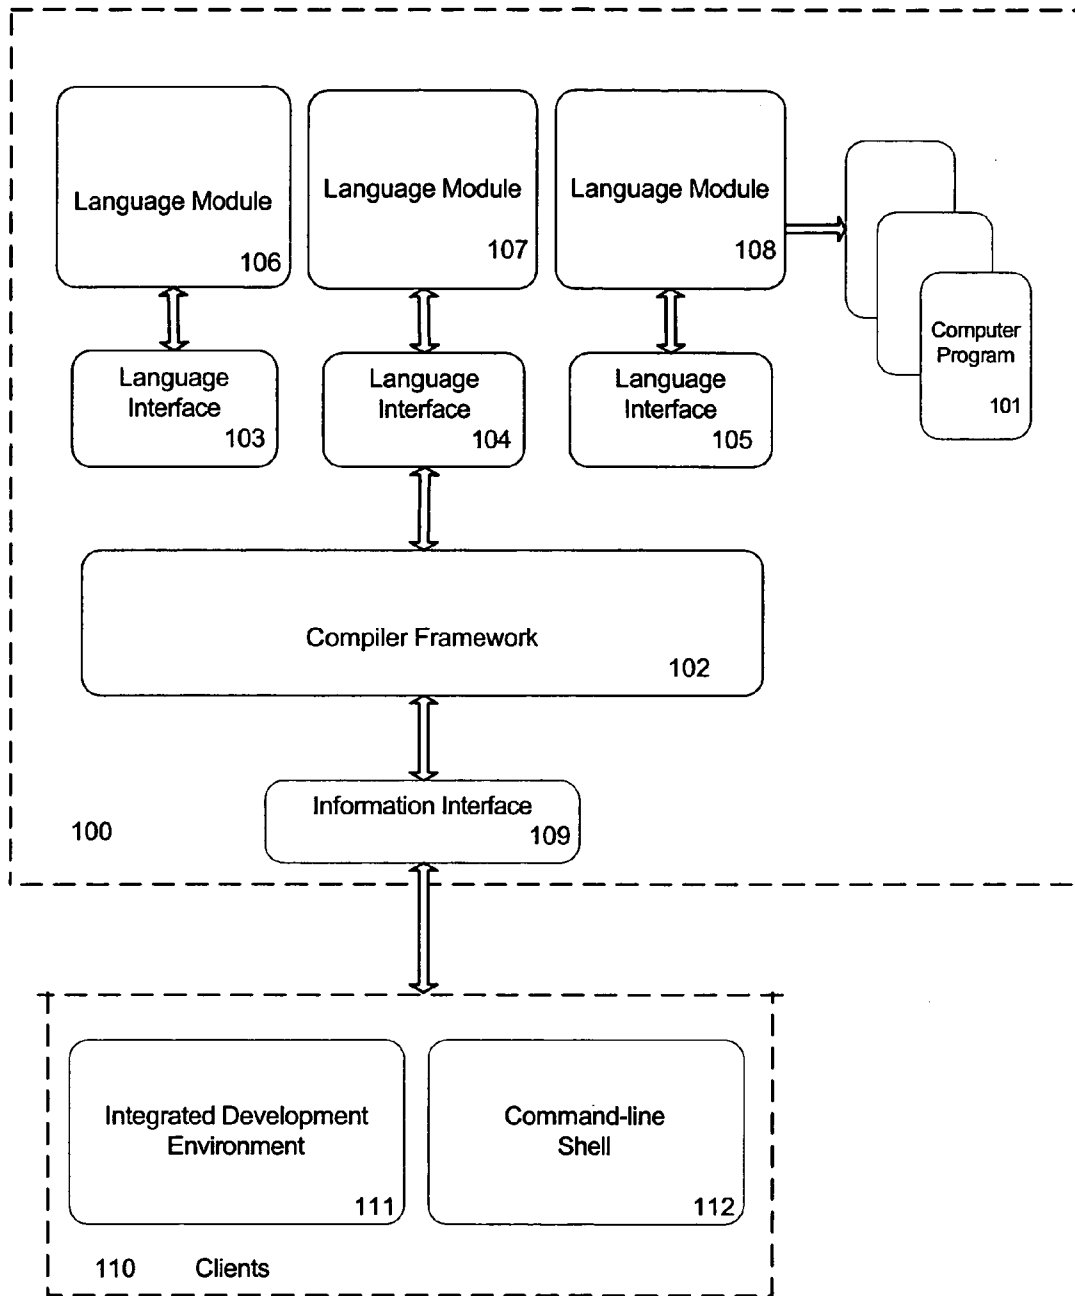 Language Module
106
Language Module
107
Language Module
108
Computer
Program
101
Language
Interface
103
Language
Interface
104
Language
Interface
105
Compiler Framework
102
Information Interface
109
100
Integrated Development
Environment
111
Command-line
Shell
112
110 Clients